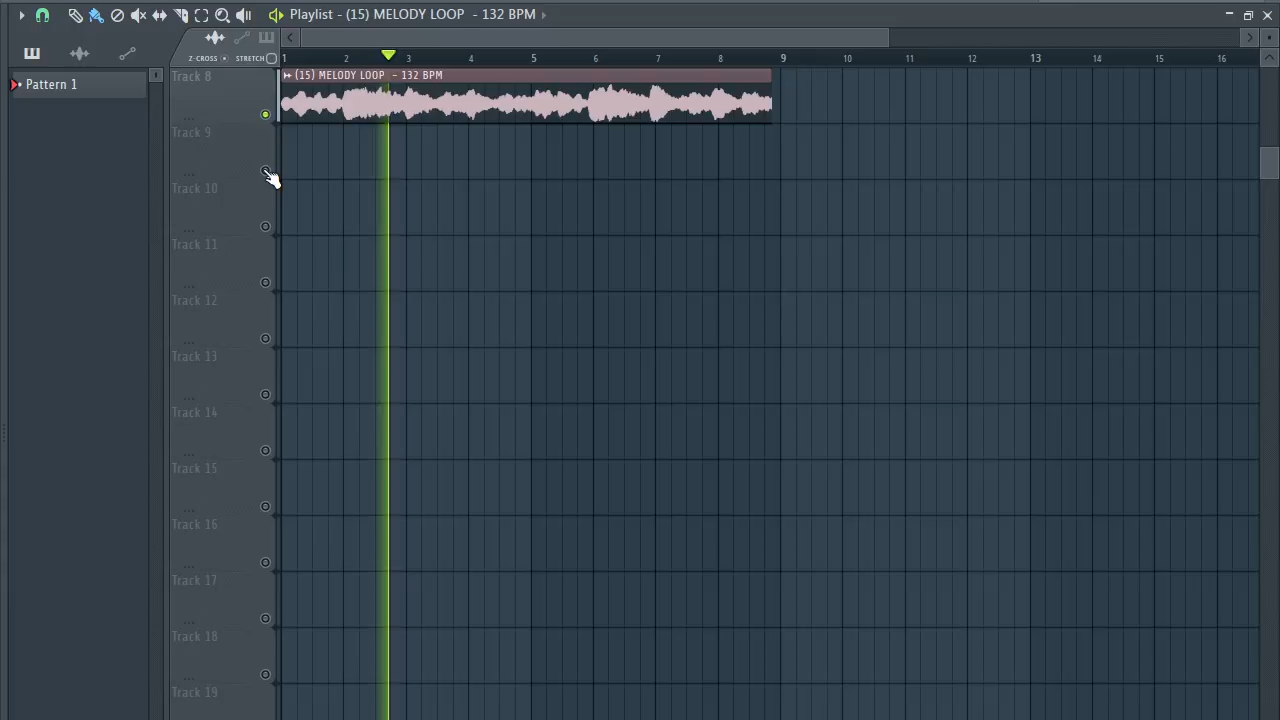 Playlist - (15) MELODY LOOP - 132 BPM
Z-CROSS STRETCH
1 2 3 4 5 6 7 8 9 10 11 12 13 14 15 16
Pattern 1
Track 8
(15) MELODY LOOP - 132 BPM
...
Track 9
...
Track 10
...
Track 11
...
Track 12
...
Track 13
...
Track 14
...
Track 15
...
Track 16
...
Track 17
...
Track 18
...
Track 19